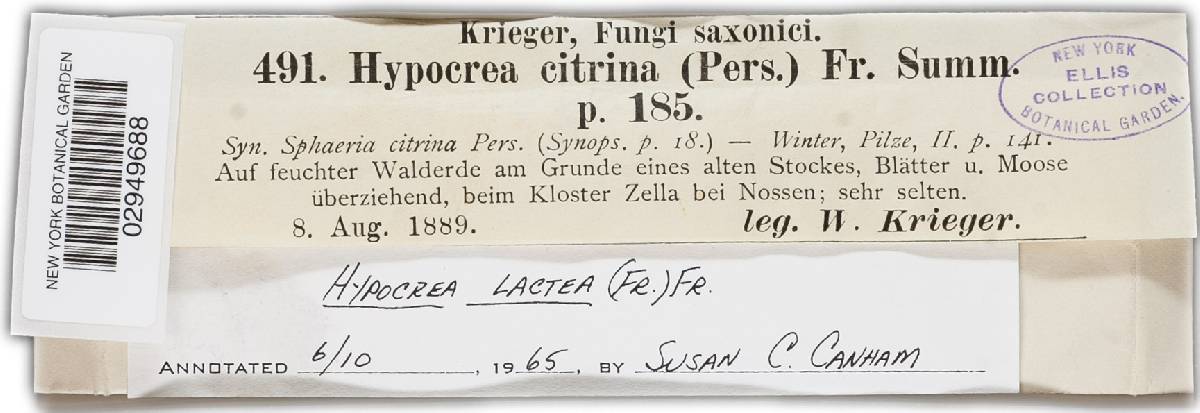 NEW YORK BOTANICAL GARDEN
02949688
Krieger, Fungi saxonici.
491. Hypocrea citrina (Pers.) Fr. Summ.
p. 185.
Syn. Sphaeria citrina Pers. (Synops. p. 18.) — Winter, Pilze, II. p. 141.
Auf feuchter Walderde am Grunde eines alten Stockes, Blätter u. Moose
überziehend, beim Kloster Zella bei Nossen; sehr selten.
8. Aug. 1889. leg. W. Krieger.
NEW YORK
ELLIS
COLLECTION
BOTANICAL GARDEN.
HYPOCREA LACTEA (FR.) FR.
ANNOTATED 6/10, 1965, BY SUSAN C. CANHAM